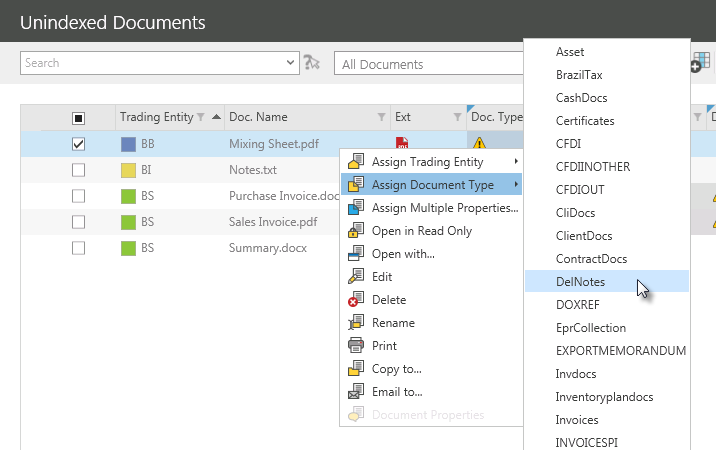 Unindexed Documents
Search
All Documents
Trading Entity
Doc. Name
Ext
Doc. Type
BB
Mixing Sheet.pdf
BI
Notes.txt
BS
Purchase Invoice.doc
BS
Sales Invoice.pdf
BS
Summary.docx
Assign Trading Entity
Assign Document Type
Assign Multiple Properties...
Open in Read Only
Open with...
Edit
Delete
Rename
Print
Copy to...
Email to...
Document Properties
Asset
BrazilTax
CashDocs
Certificates
CFDI
CFDIINOTHER
CFDIOUT
CliDocs
ClientDocs
ContractDocs
DelNotes
DOXREF
EprCollection
EXPORTMEMORANDUM
Invdocs
Inventoryplandocs
Invoices
INVOICESPI